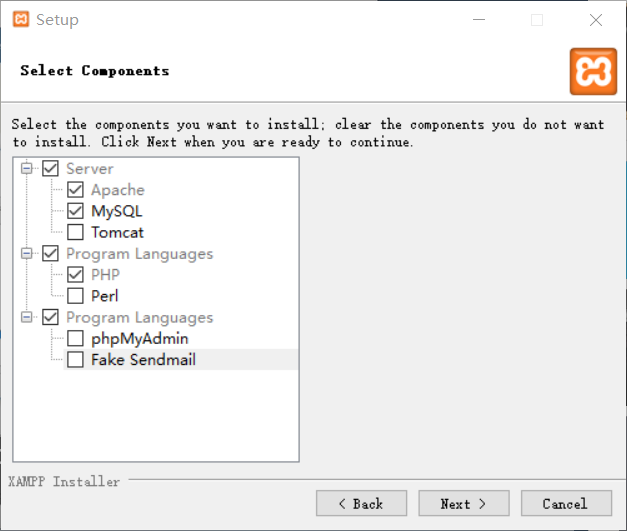 Setup
Select Components
Select the components you want to install; clear the components you do not want
to install. Click Next when you are ready to continue.
Server
Apache
MySQL
Tomcat
Program Languages
PHP
Perl
Program Languages
phpMyAdmin
Fake Sendmail
XAMPP Installer
< Back
Next >
Cancel